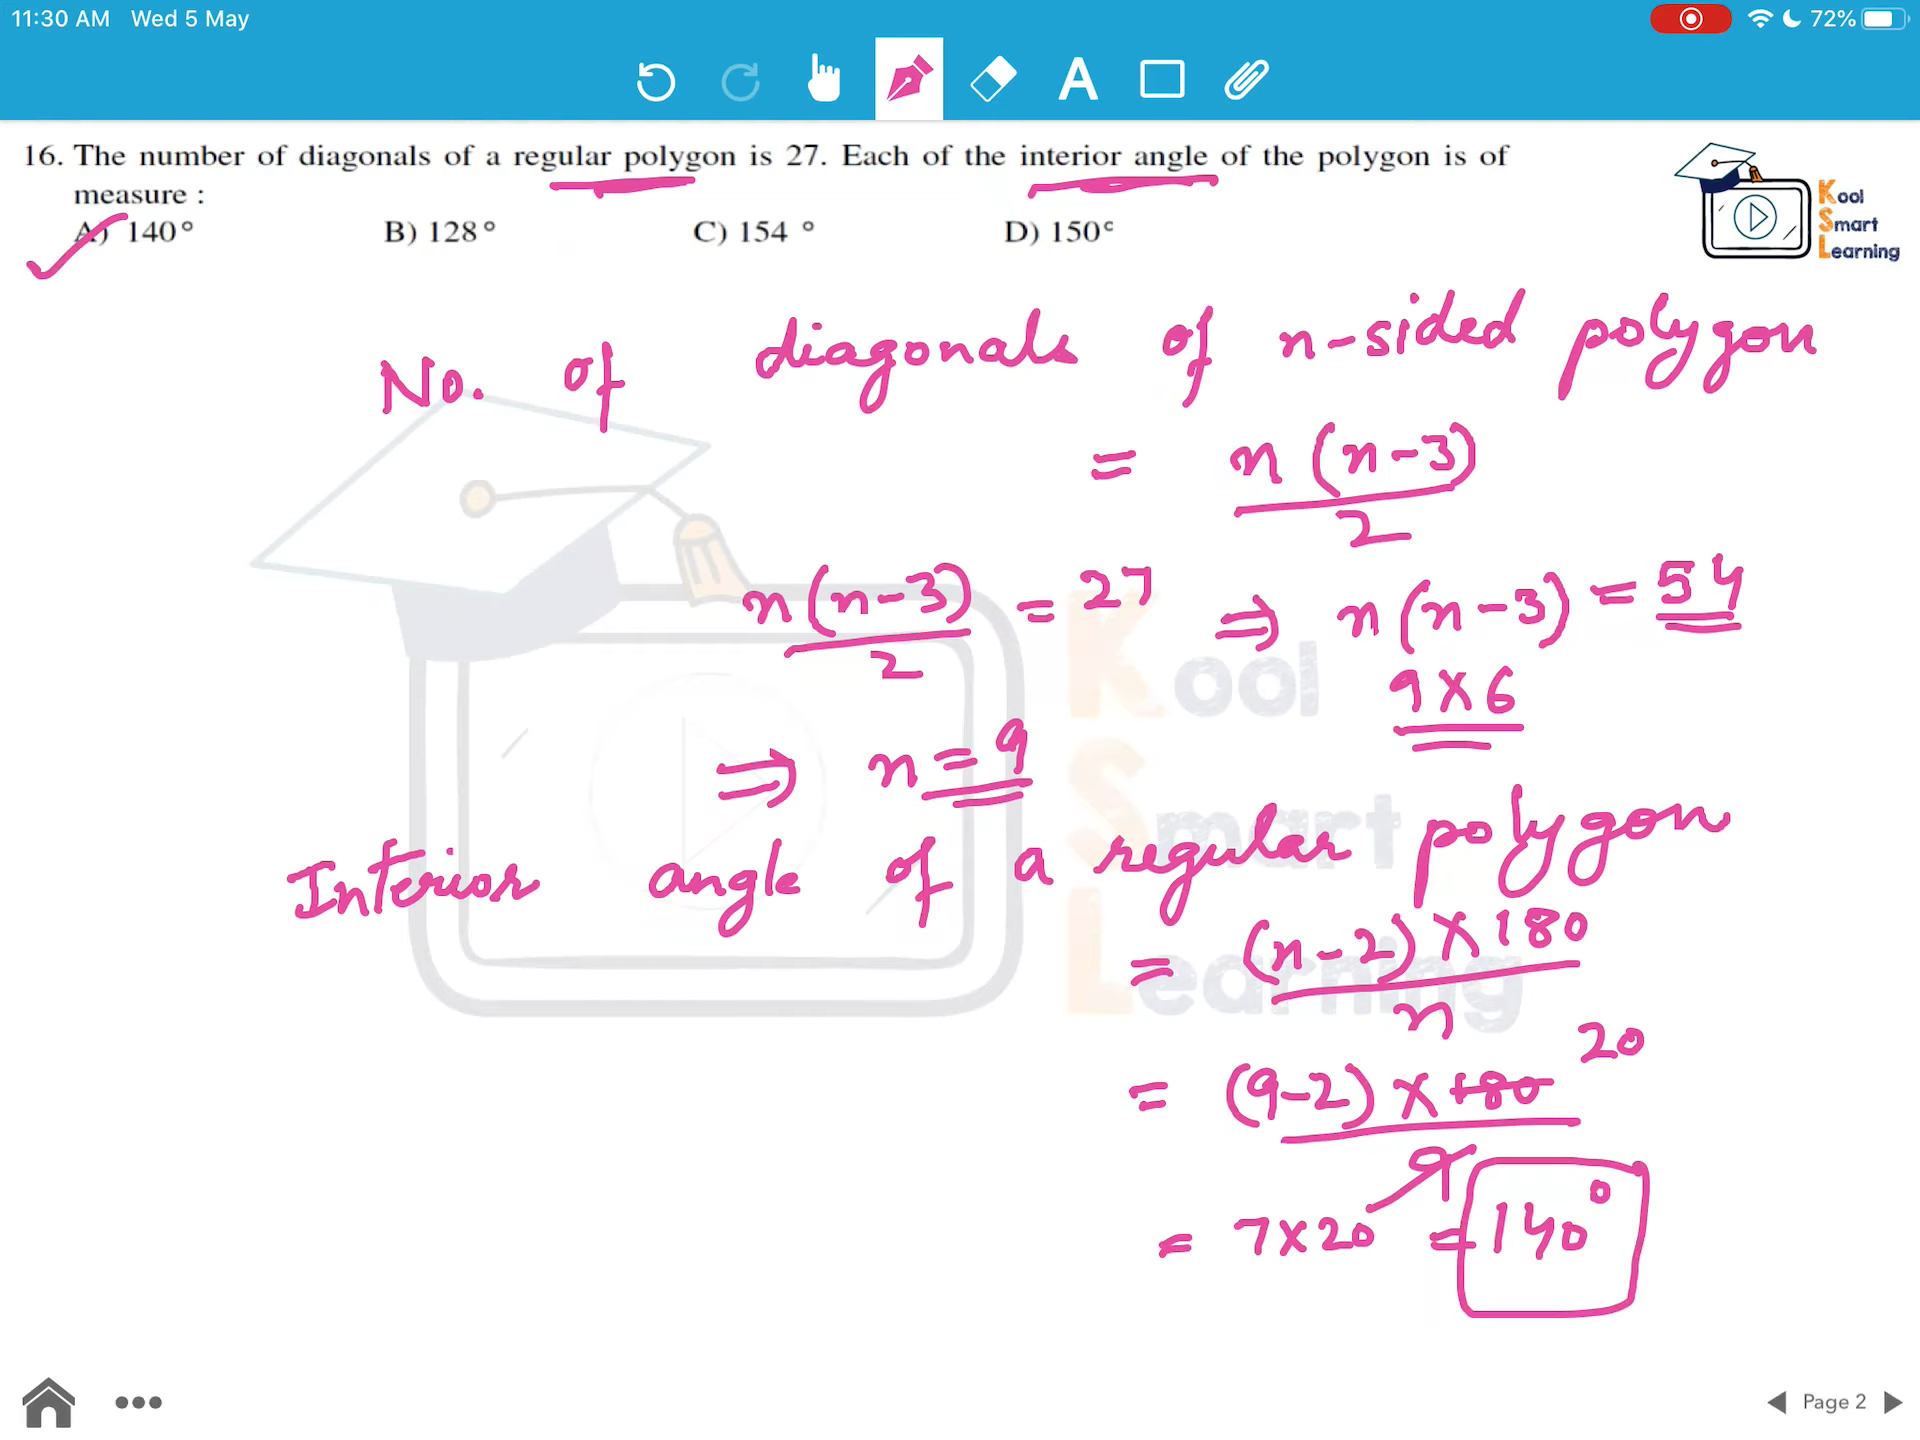 11:30 AM Wed 5 May
72%
A
16. The number of diagonals of a regular polygon is 27. Each of the interior angle of the polygon is of
measure :
A) 140° B) 128° C) 154 ° D) 150°
Kool
Smart
Learning
No. of diagonals of n-sided polygon
= n(n-3)/2
n(n-3)/2 = 27 ⇒ n(n-3) = 54
9×6
⇒ n=9
Interior angle of a regular polygon
= (n-2)×180/n
20
= (9-2)×180/9
= 7×20 = 140°
Kool
Smart
Learning
Page 2